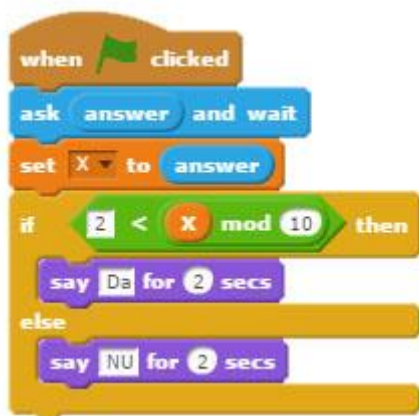 when clicked
ask answer and wait
set X to answer
if 2 < X mod 10 then
say Da for 2 secs
else
say NU for 2 secs